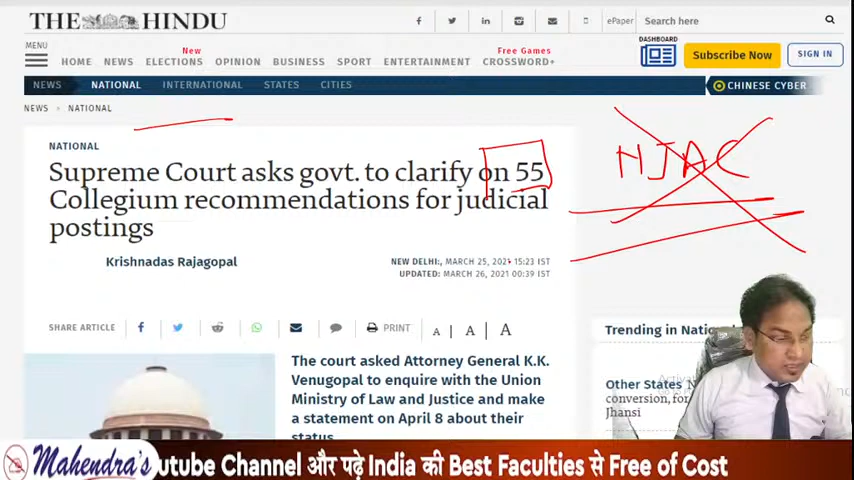 THE HINDU
ePaper
Search here
MENU
HOME
NEWS
New
ELECTIONS
OPINION
BUSINESS
SPORT
ENTERTAINMENT
Free Games
CROSSWORD+
DASHBOARD
Subscribe Now
SIGN IN
NEWS
NATIONAL
INTERNATIONAL
STATES
CITIES
CHINESE CYBER
NEWS > NATIONAL
NATIONAL
Supreme Court asks govt. to clarify on 55
Collegium recommendations for judicial
postings
NJAC
Krishnadas Rajagopal
NEW DELHI:, MARCH 25, 2021 15:23 IST
UPDATED: MARCH 26, 2021 00:39 IST
SHARE ARTICLE
PRINT
A | A | A
The court asked Attorney General K.K.
Venugopal to enquire with the Union
Ministry of Law and Justice and make
a statement on April 8 about their
status
Trending in Natio
Other States
conversion, for
Jhansi
Mahendra's
utube Channel और पढ़े India की Best Faculties से Free of Cost